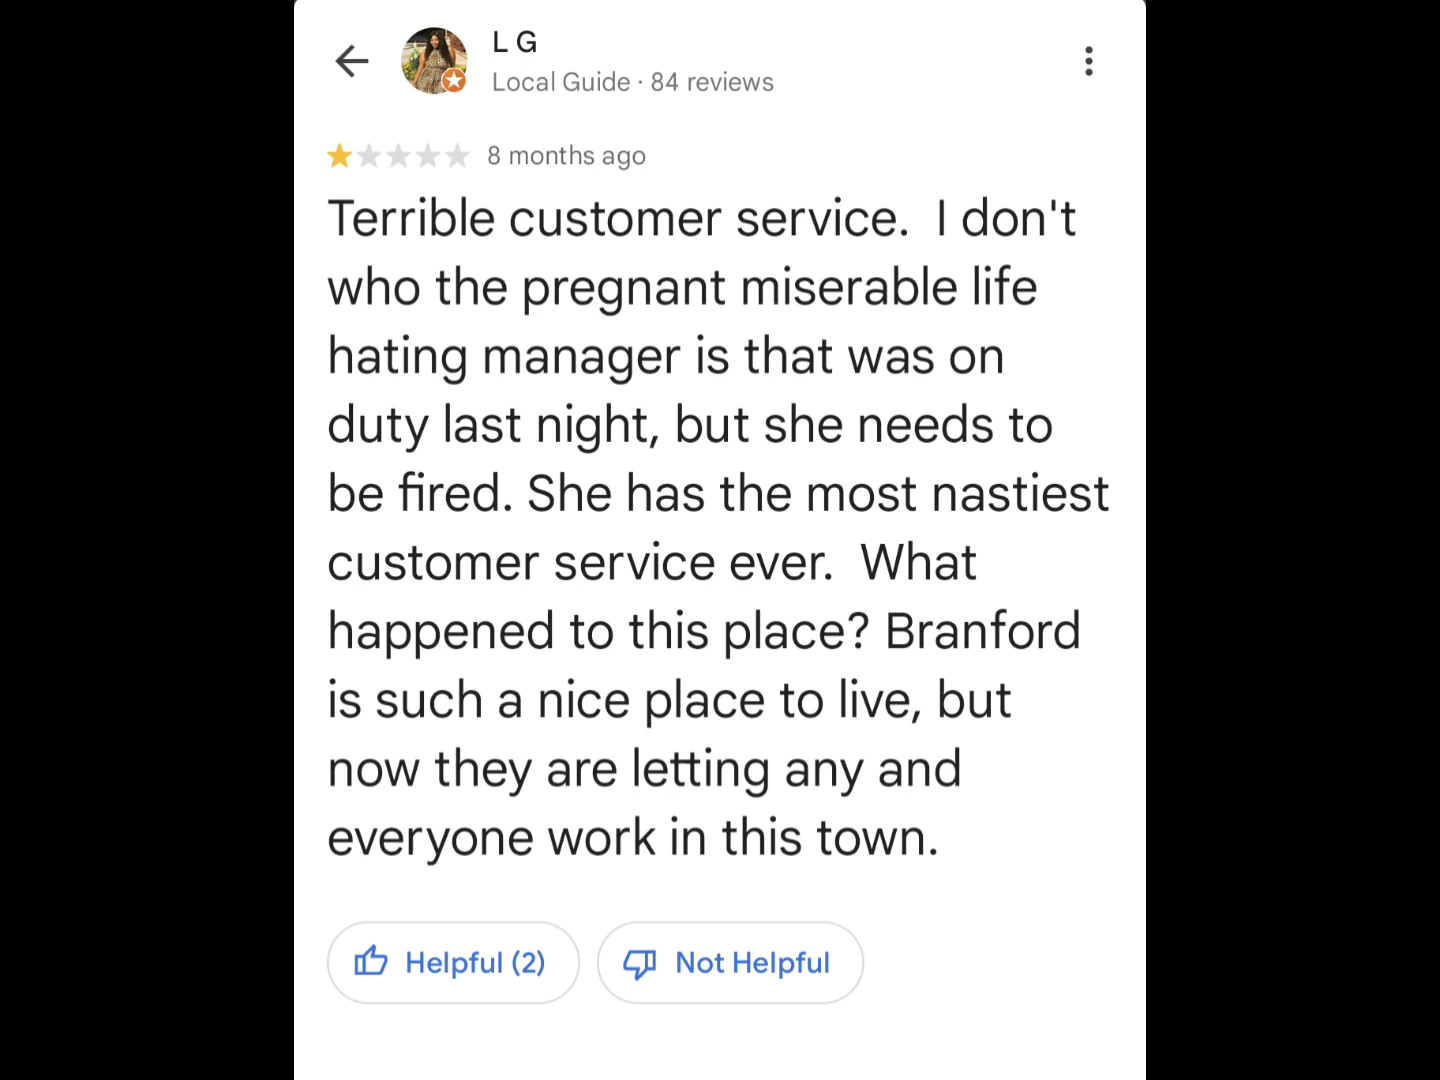 L G
Local Guide · 84 reviews
8 months ago
Terrible customer service.  I don't
who the pregnant miserable life
hating manager is that was on
duty last night, but she needs to
be fired. She has the most nastiest
customer service ever.  What
happened to this place? Branford
is such a nice place to live, but
now they are letting any and
everyone work in this town.
Helpful (2)
Not Helpful